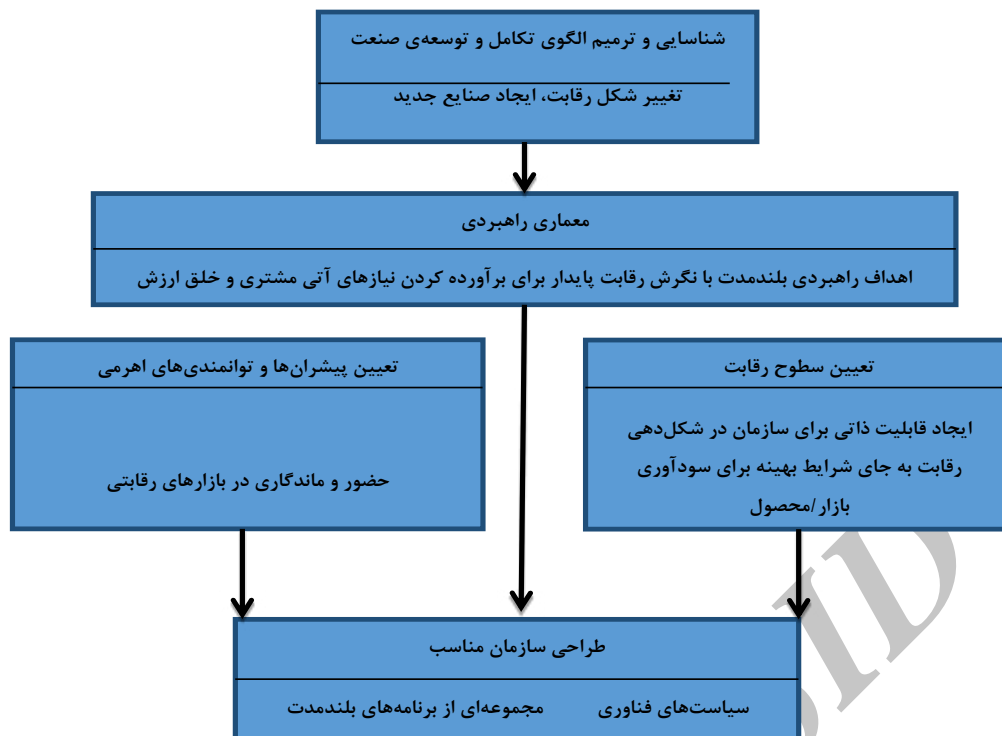 شناسایی و ترمیم الگوی تکامل و توسعه‌ی صنعت
تغییر شکل رقابت، ایجاد صنایع جدید
معماری راهبردی
اهداف راهبردی بلندمدت با نگرش رقابت پایدار برای برآورده کردن نیازهای آتی مشتری و خلق ارزش
تعیین سطوح رقابت
ایجاد قابلیت ذاتی برای سازمان در شکل‌دهی
رقابت به جای شرایط بهینه برای سودآوری
بازار/محصول
تعیین پیشران‌ها و توانمندی‌های اهرمی
حضور و ماندگاری در بازارهای رقابتی
طراحی سازمان مناسب
سیاست‌های فناوری مجموعه‌ای از برنامه‌های بلندمدت
SID